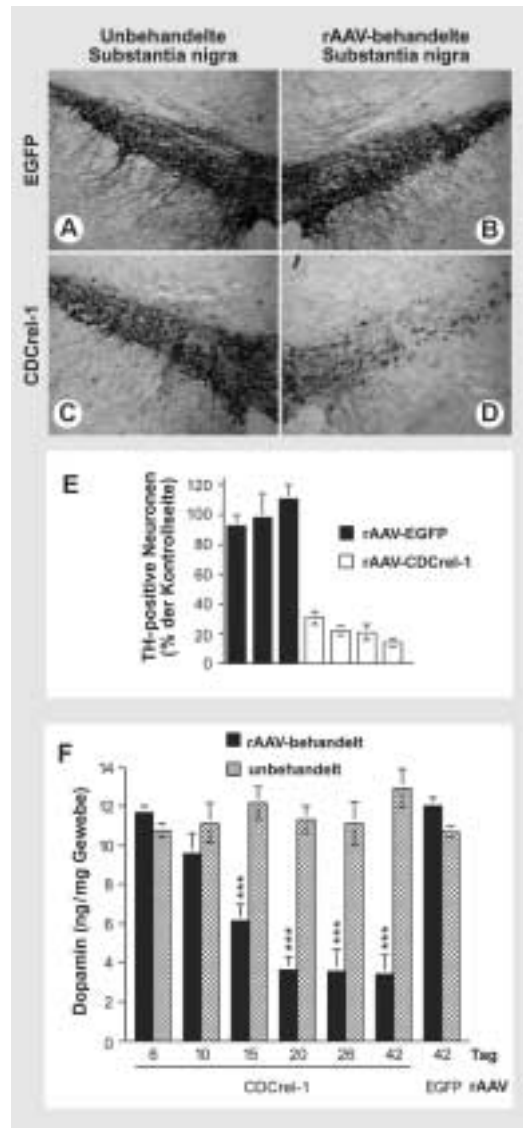 Unbehandelte
Substantia nigra
rAAV-behandelte
Substantia nigra
EGFP
A
B
CDCrel-1
C
D
E
TH-positive Neuronen
(% der Kontrollseite)
120
100
80
60
40
20
0
rAAV-EGFP
rAAV-CDCrel-1
F
rAAV-behandelt
unbehandelt
Dopamin (ng/mg Gewebe)
14
12
10
8
6
4
2
0
***
***
***
***
6 10 15 20 26 42 42 Tag
CDCrel-1 EGFP rAAV